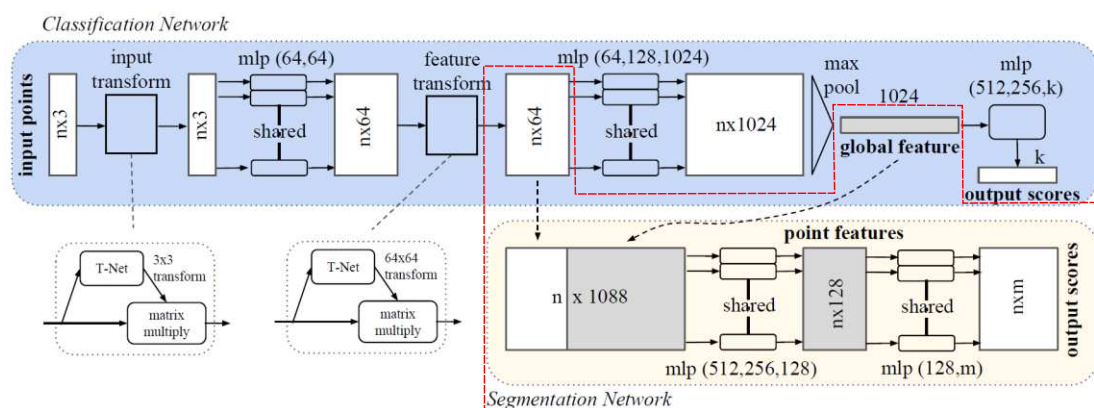 Classification Network
input points
nx3
input
transform
nx3
mlp (64,64)
shared
nx64
feature
transform
nx64
mlp (64,128,1024)
shared
nx1024
max
pool
1024
global feature
mlp
(512,256,k)
k
output scores
T-Net
3x3
transform
matrix
multiply
T-Net
64x64
transform
matrix
multiply
point features
n x 1088
shared
mlp (512,256,128)
nx128
shared
mlp (128,m)
nxm
output scores
Segmentation Network